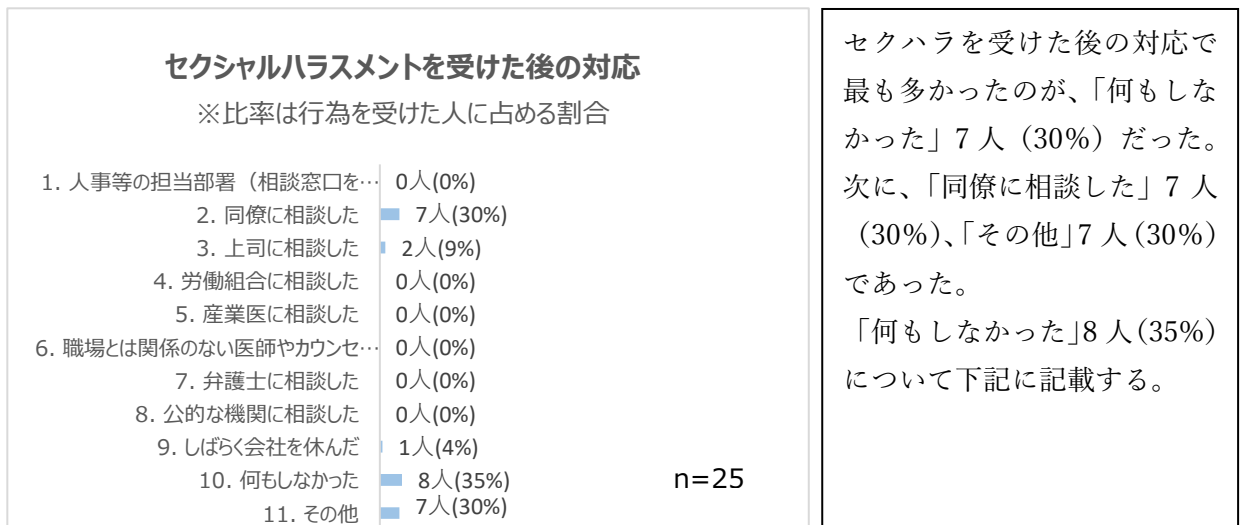 セクシャルハラスメントを受けた後の対応
※比率は行為を受けた人に占める割合
1. 人事等の担当部署（相談窓口を… 0人(0%)
2. 同僚に相談した 7人(30%)
3. 上司に相談した 2人(9%)
4. 労働組合に相談した 0人(0%)
5. 産業医に相談した 0人(0%)
6. 職場とは関係のない医師やカウンセ… 0人(0%)
7. 弁護士に相談した 0人(0%)
8. 公的な機関に相談した 0人(0%)
9. しばらく会社を休んだ 1人(4%)
10. 何もしなかった 8人(35%)
11. その他 7人(30%)
n=25
セクハラを受けた後の対応で
最も多かったのが、「何もしな
かった」7 人（30%）だった。
次に、「同僚に相談した」7 人
（30%）、「その他」7 人（30%）
であった。
「何もしなかった」8 人（35%）
について下記に記載する。